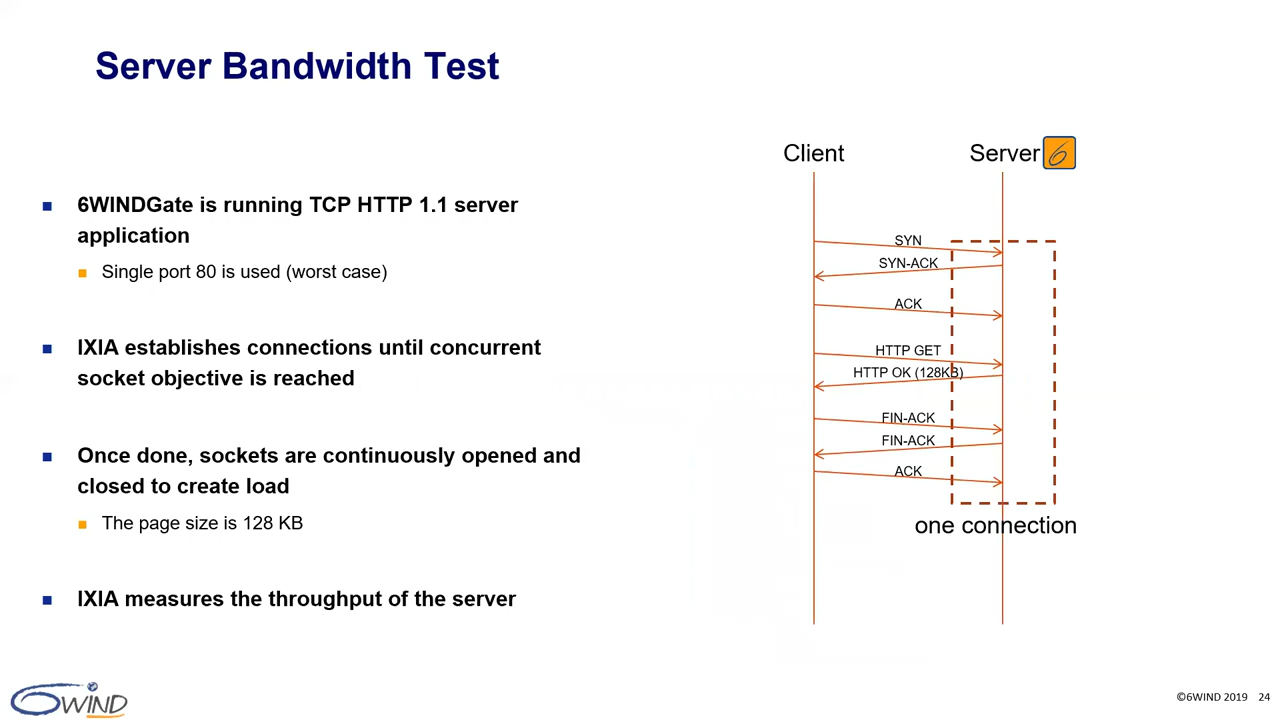 Server Bandwidth Test
6WINDGate is running TCP HTTP 1.1 server
application
Single port 80 is used (worst case)
IXIA establishes connections until concurrent
socket objective is reached
Once done, sockets are continuously opened and
closed to create load
The page size is 128 KB
IXIA measures the throughput of the server
Client
Server 6
SYN
SYN-ACK
ACK
HTTP GET
HTTP OK (128KB)
FIN-ACK
FIN-ACK
ACK
one connection
6WIND
©6WIND 2019 24